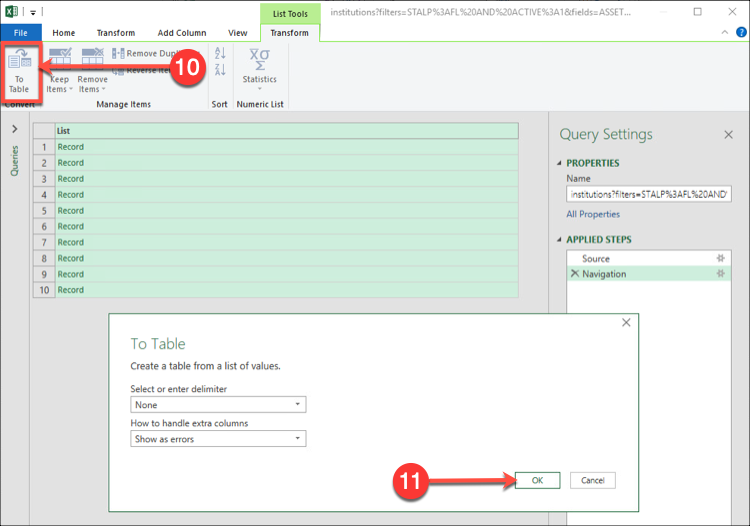 List Tools
institutions?filters=STALP%3AFL%20AND%20ACTIVE%3A1&fields=ASSET...
File
Home
Transform
Add Column
View
Transform
To
Table
Keep
Items
Remove
Items
Remove
Reverse
Statistics
10
Convert
Manage Items
Sort
Numeric List
Queries
List
1 Record
2 Record
3 Record
4 Record
5 Record
6 Record
7 Record
8 Record
9 Record
10 Record
Query Settings
PROPERTIES
Name
institutions?filters=STALP%3AFL%20AND
All Properties
APPLIED STEPS
Source
Navigation
To Table
Create a table from a list of values.
Select or enter delimiter
None
How to handle extra columns
Show as errors
11
OK
Cancel